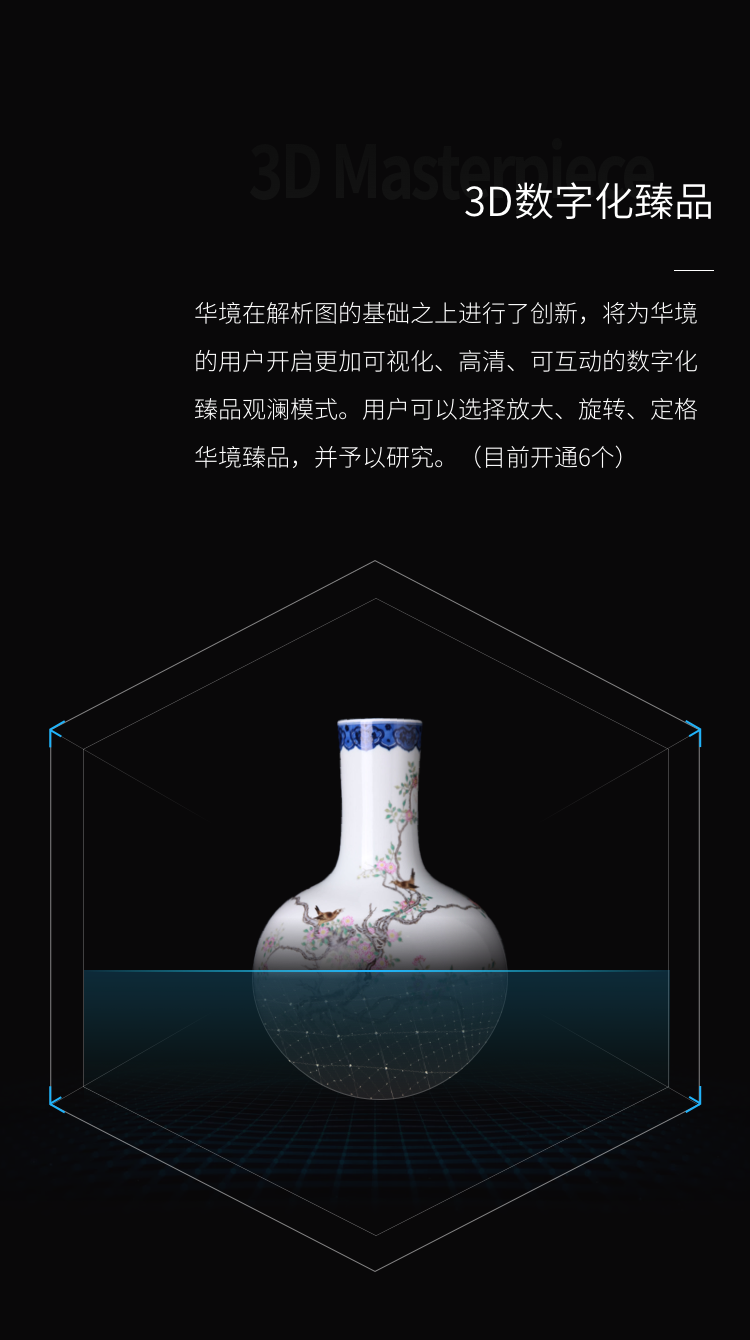 3D Masterpiece
3D数字化臻品
华境在解析图的基础之上进行了创新，将为华境
的用户开启更加可视化、高清、可互动的数字化
臻品观澜模式。用户可以选择放大、旋转、定格
华境臻品，并予以研究。（目前开通6个）